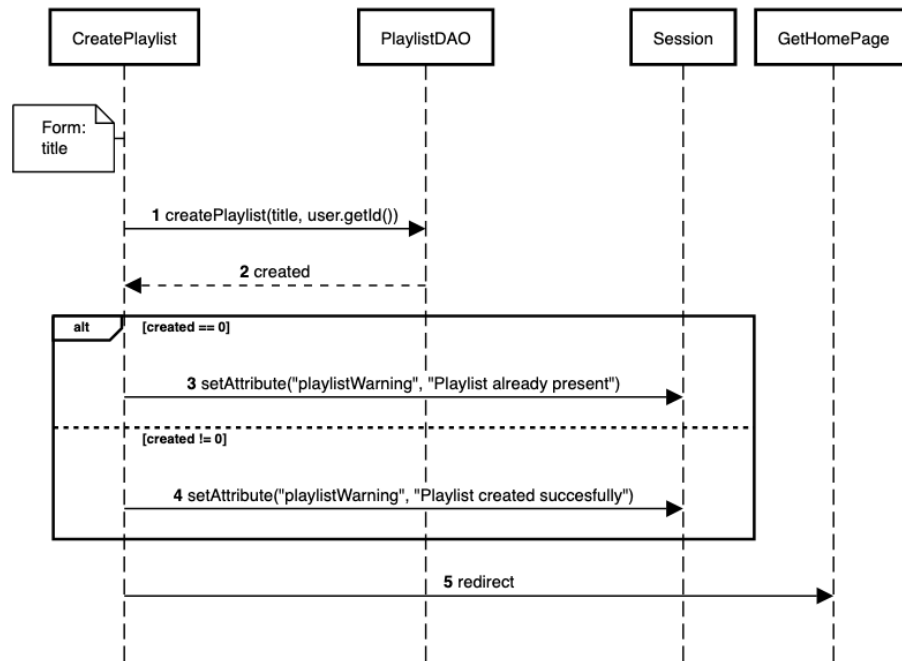 CreatePlaylist
PlaylistDAO
Session
GetHomePage
Form:
title
1 createPlaylist(title, user.getId())
2 created
alt
[created == 0]
3 setAttribute("playlistWarning", "Playlist already present")
[created != 0]
4 setAttribute("playlistWarning", "Playlist created succesfully")
5 redirect